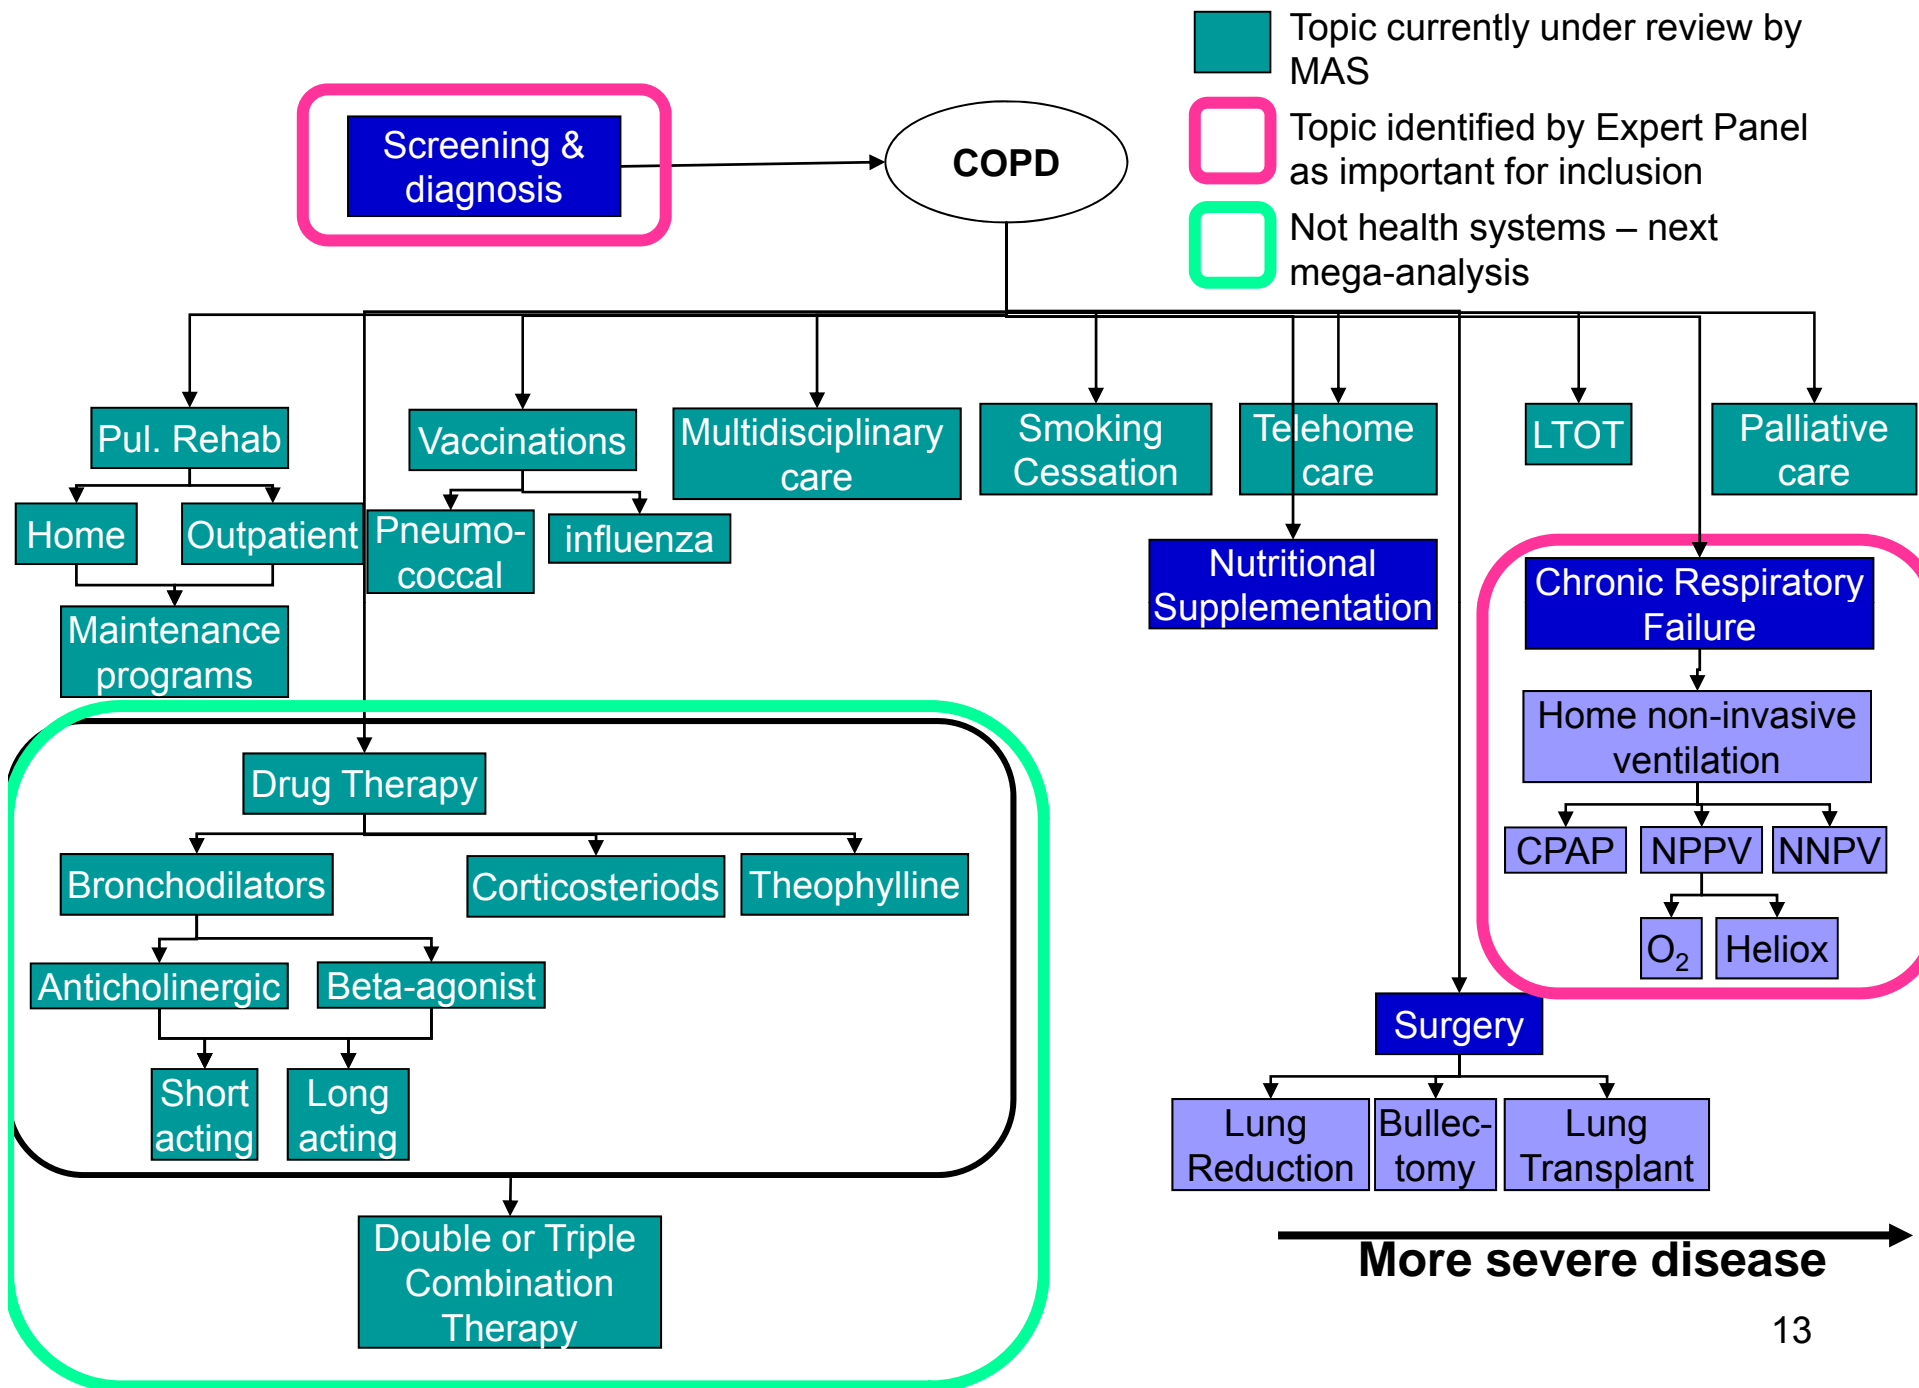 Topic currently under review by
MAS
Topic identified by Expert Panel
as important for inclusion
Not health systems – next
mega-analysis
Screening &
diagnosis
COPD
Pul. Rehab
Vaccinations
Multidisciplinary
care
Smoking
Cessation
Telehome
care
LTOT
Palliative
care
Home
Outpatient
Pneumo-
coccal
influenza
Maintenance
programs
Nutritional
Supplementation
Chronic Respiratory
Failure
Home non-invasive
ventilation
CPAP
NPPV
NNPV
O₂
Heliox
Drug Therapy
Bronchodilators
Corticosteriods
Theophylline
Anticholinergic
Beta-agonist
Short
acting
Long
acting
Double or Triple
Combination
Therapy
Surgery
Lung
Reduction
Bullec-
tomy
Lung
Transplant
More severe disease
13